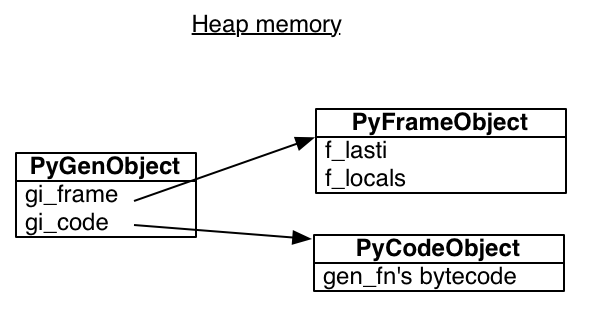 Heap memory
PyGenObject
gi_frame
gi_code
PyFrameObject
f_lasti
f_locals
PyCodeObject
gen_fn's bytecode